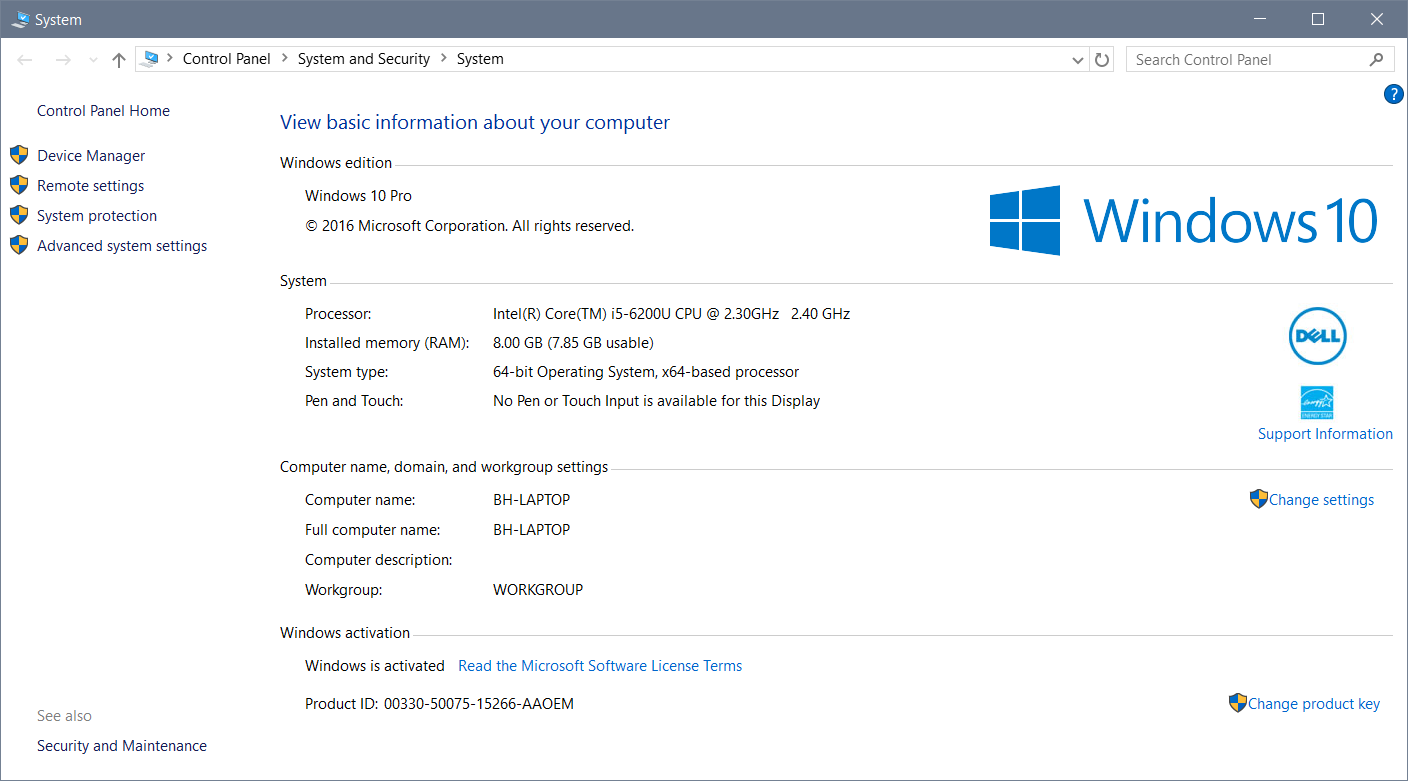 System
Control Panel > System and Security > System
Search Control Panel
?
Control Panel Home
Device Manager
Remote settings
System protection
Advanced system settings
See also
Security and Maintenance
View basic information about your computer
Windows edition
Windows 10 Pro
© 2016 Microsoft Corporation. All rights reserved.
Windows 10
System
Processor: Intel(R) Core(TM) i5-6200U CPU @ 2.30GHz 2.40 GHz
Installed memory (RAM): 8.00 GB (7.85 GB usable)
System type: 64-bit Operating System, x64-based processor
Pen and Touch: No Pen or Touch Input is available for this Display
DELL
energy
ENERGY STAR
Support Information
Computer name, domain, and workgroup settings
Computer name: BH-LAPTOP
Change settings
Full computer name: BH-LAPTOP
Computer description:
Workgroup: WORKGROUP
Windows activation
Windows is activated Read the Microsoft Software License Terms
Product ID: 00330-50075-15266-AAOEM
Change product key